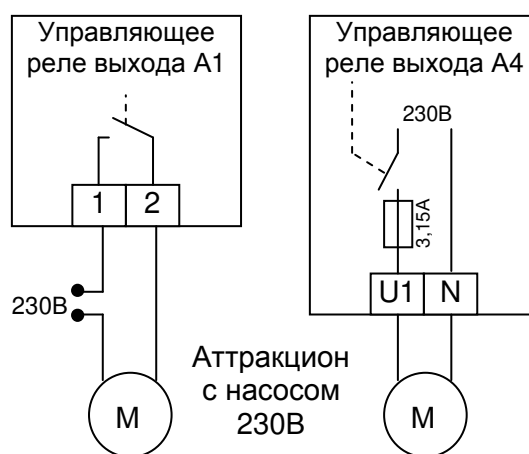 Управляющее
реле выхода А1
1 2
230В
М
Управляющее
реле выхода А4
230В
3,15А
U1 N
М
Аттракцион
с насосом
230В